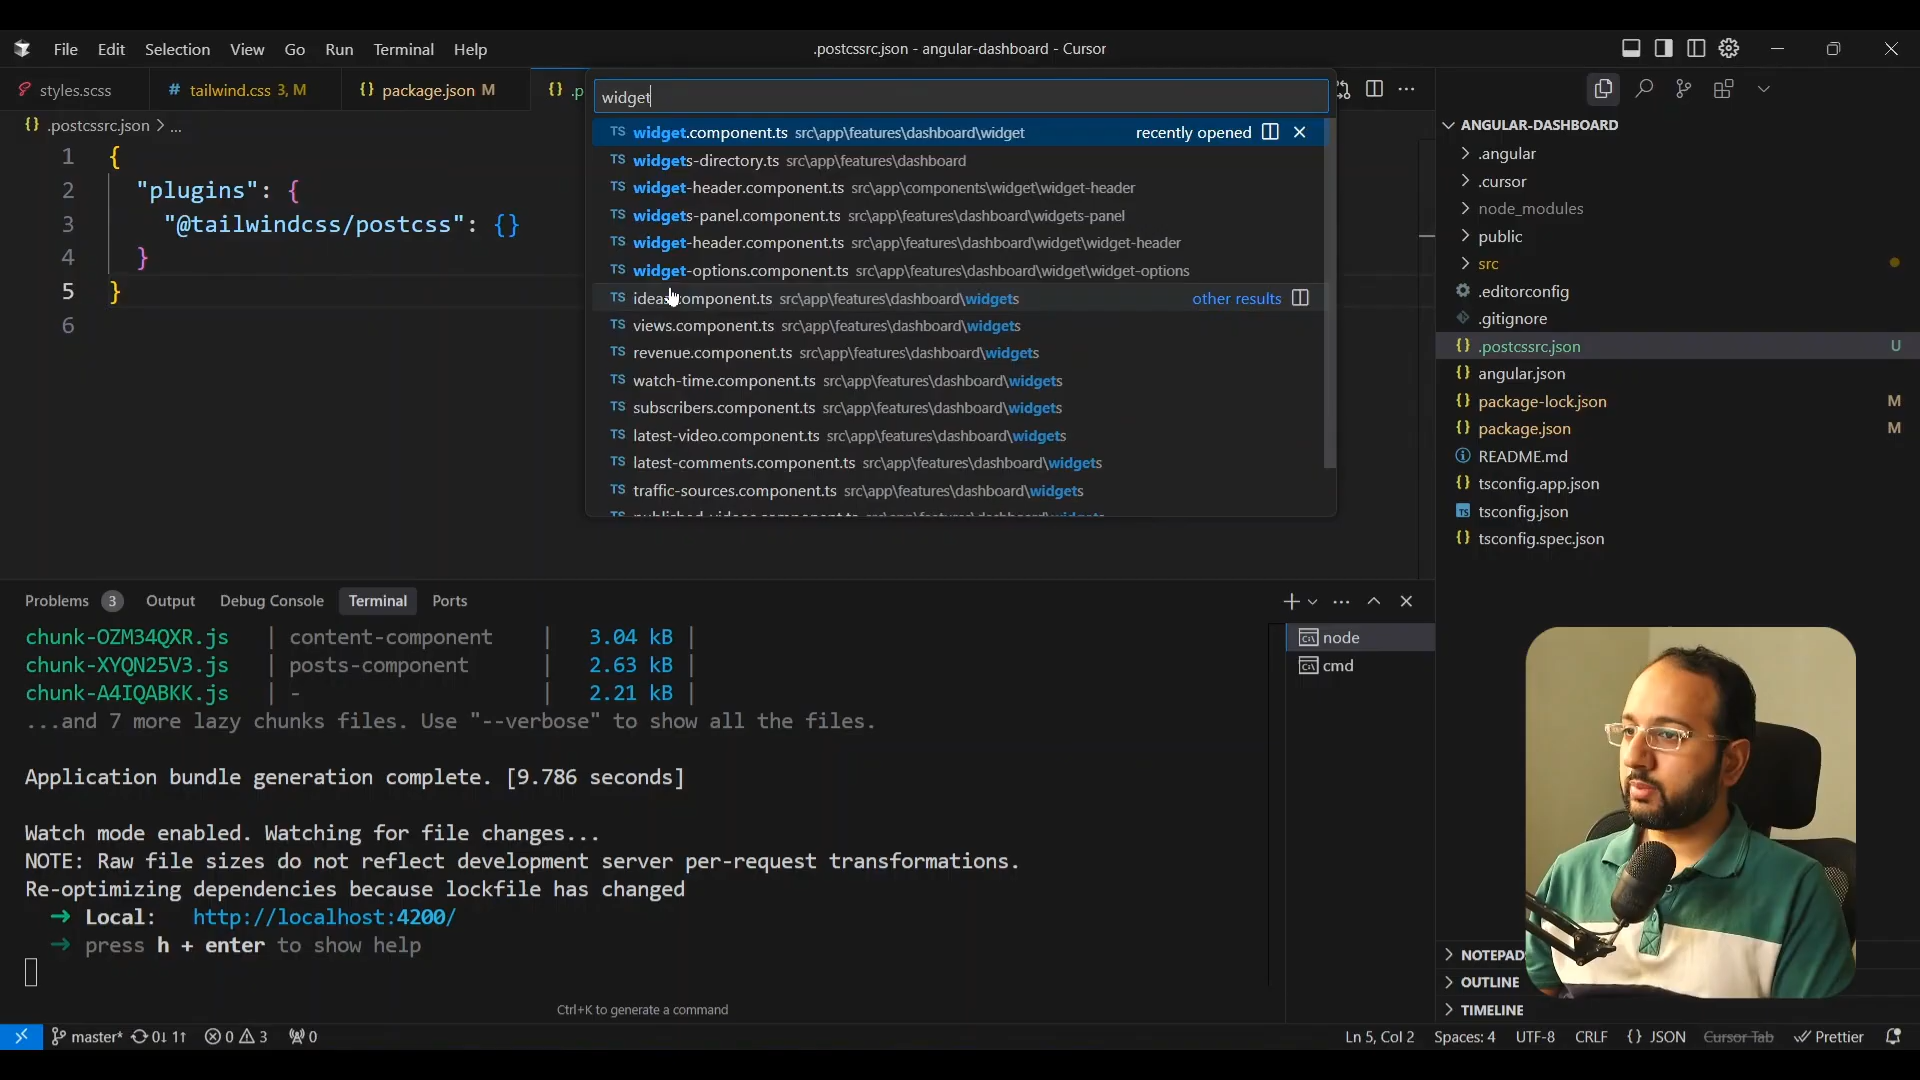 File Edit Selection View Go Run Terminal Help
.postcssrc.json - angular-dashboard - Cursor
styles.scss
# tailwind.css 3, M
{} package.json M
{} .p
{} .postcssrc.json > ...
widget
TS widget.component.ts src\app\features\dashboard\widget recently opened
TS widgets-directory.ts src\app\features\dashboard
TS widget-header.component.ts src\app\components\widget\widget-header
TS widgets-panel.component.ts src\app\features\dashboard\widgets-panel
TS widget-header.component.ts src\app\features\dashboard\widget\widget-header
TS widget-options.component.ts src\app\features\dashboard\widget\widget-options
TS ideas.component.ts src\app\features\dashboard\widgets other results
TS views.component.ts src\app\features\dashboard\widgets
TS revenue.component.ts src\app\features\dashboard\widgets
TS watch-time.component.ts src\app\features\dashboard\widgets
TS subscribers.component.ts src\app\features\dashboard\widgets
TS latest-video.component.ts src\app\features\dashboard\widgets
TS latest-comments.component.ts src\app\features\dashboard\widgets
TS traffic-sources.component.ts src\app\features\dashboard\widgets
1 {
2 "plugins": {
3 "@tailwindcss/postcss": {}
4 }
5 }
6
ANGULAR-DASHBOARD
> .angular
> .cursor
> node_modules
> public
> src
.editorconfig
.gitignore
{} .postcssrc.json U
{} angular.json
{} package-lock.json M
{} package.json M
README.md
{} tsconfig.app.json
TS tsconfig.json
{} tsconfig.spec.json
> NOTEPAD
> OUTLINE
> TIMELINE
Problems 3 Output Debug Console Terminal Ports
chunk-OZM34QXR.js | content-component | 3.04 kB |
chunk-XYQN25V3.js | posts-component | 2.63 kB |
chunk-A4IQABKK.js | - | 2.21 kB |
...and 7 more lazy chunks files. Use "--verbose" to show all the files.
Application bundle generation complete. [9.786 seconds]
Watch mode enabled. Watching for file changes...
NOTE: Raw file sizes do not reflect development server per-request transformations.
Re-optimizing dependencies because lockfile has changed
➜ Local: http://localhost:4200/
➜ press h + enter to show help
node
cmd
Ctrl+K to generate a command
master* 0↓ 1↑ 0 3 0
Ln 5, Col 2 Spaces: 4 UTF-8 CRLF {} JSON Cursor Tab Prettier